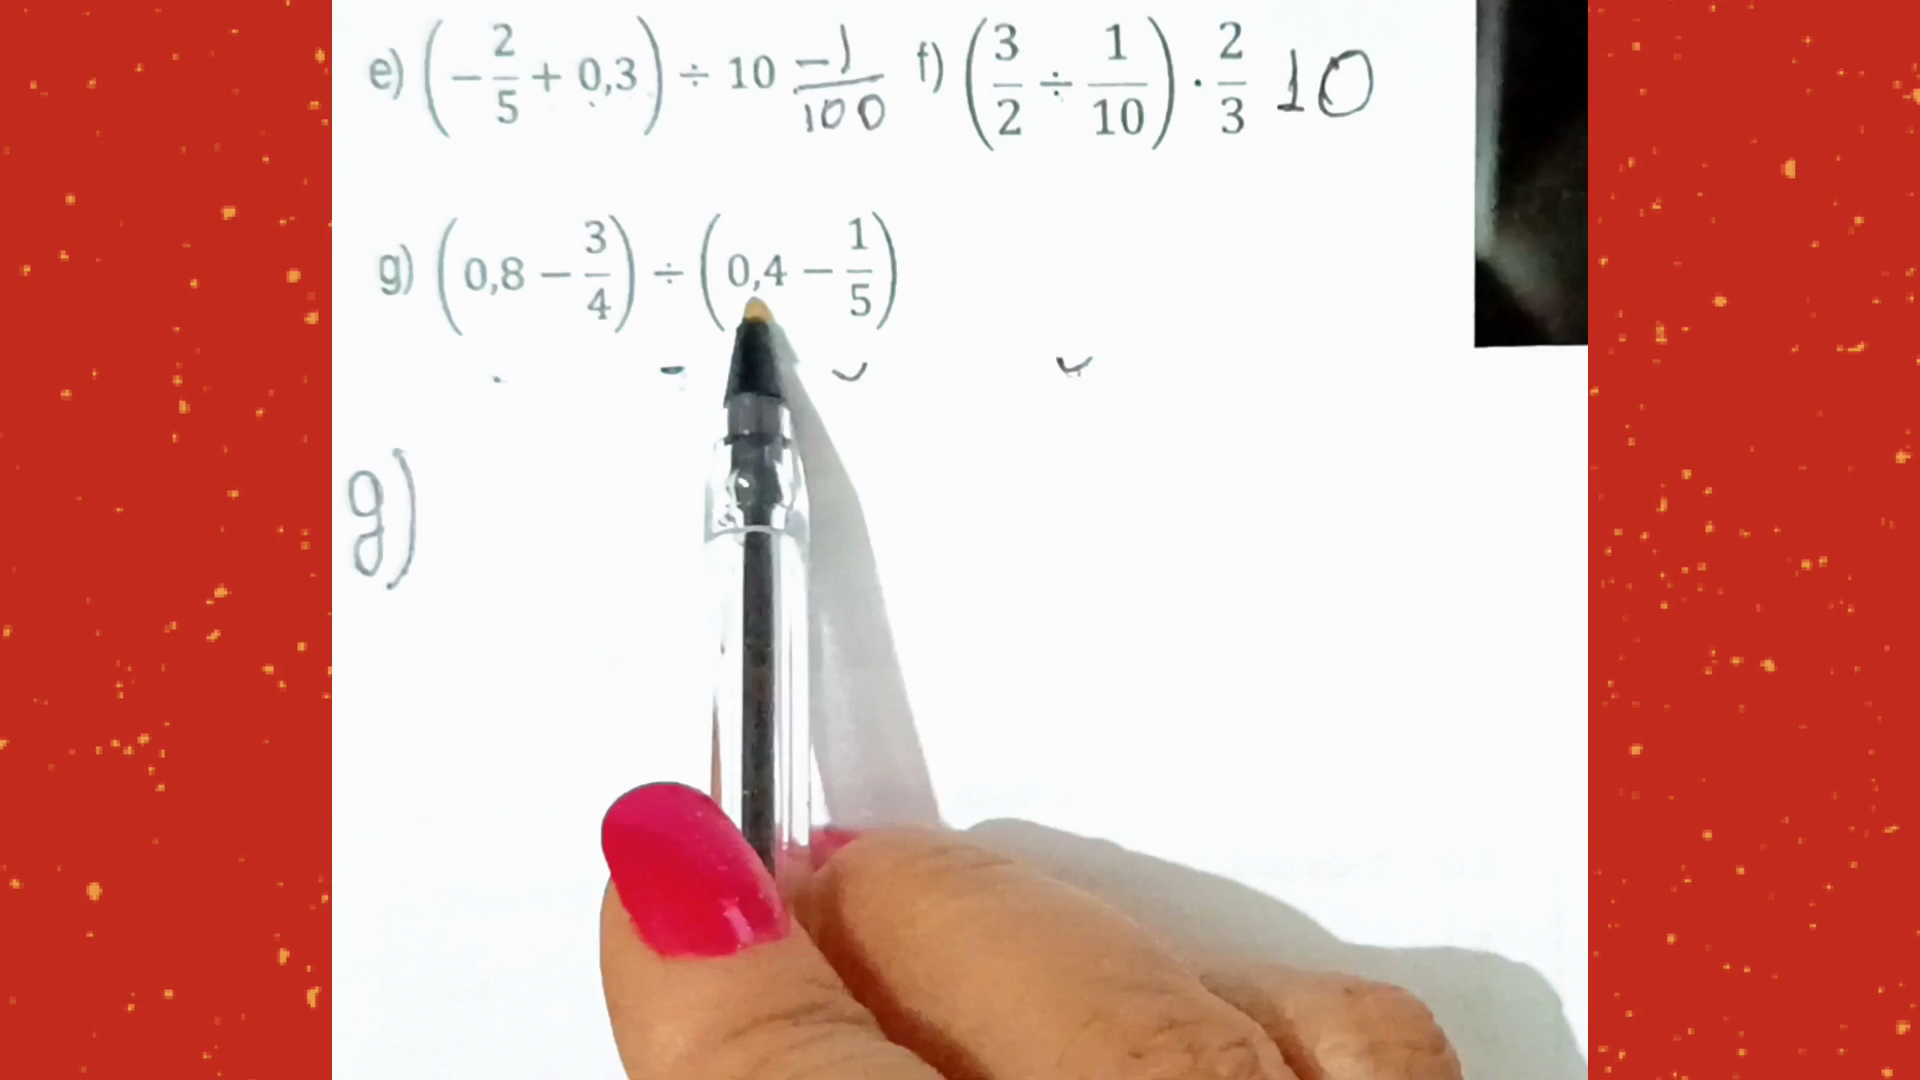 e) (-2/5 + 0,3) ÷ 10 -1/100 f) (3/2 ÷ 1/10) · 2/3 10
g) (0,8 - 3/4) ÷ (0,4 - 1/5)
g)